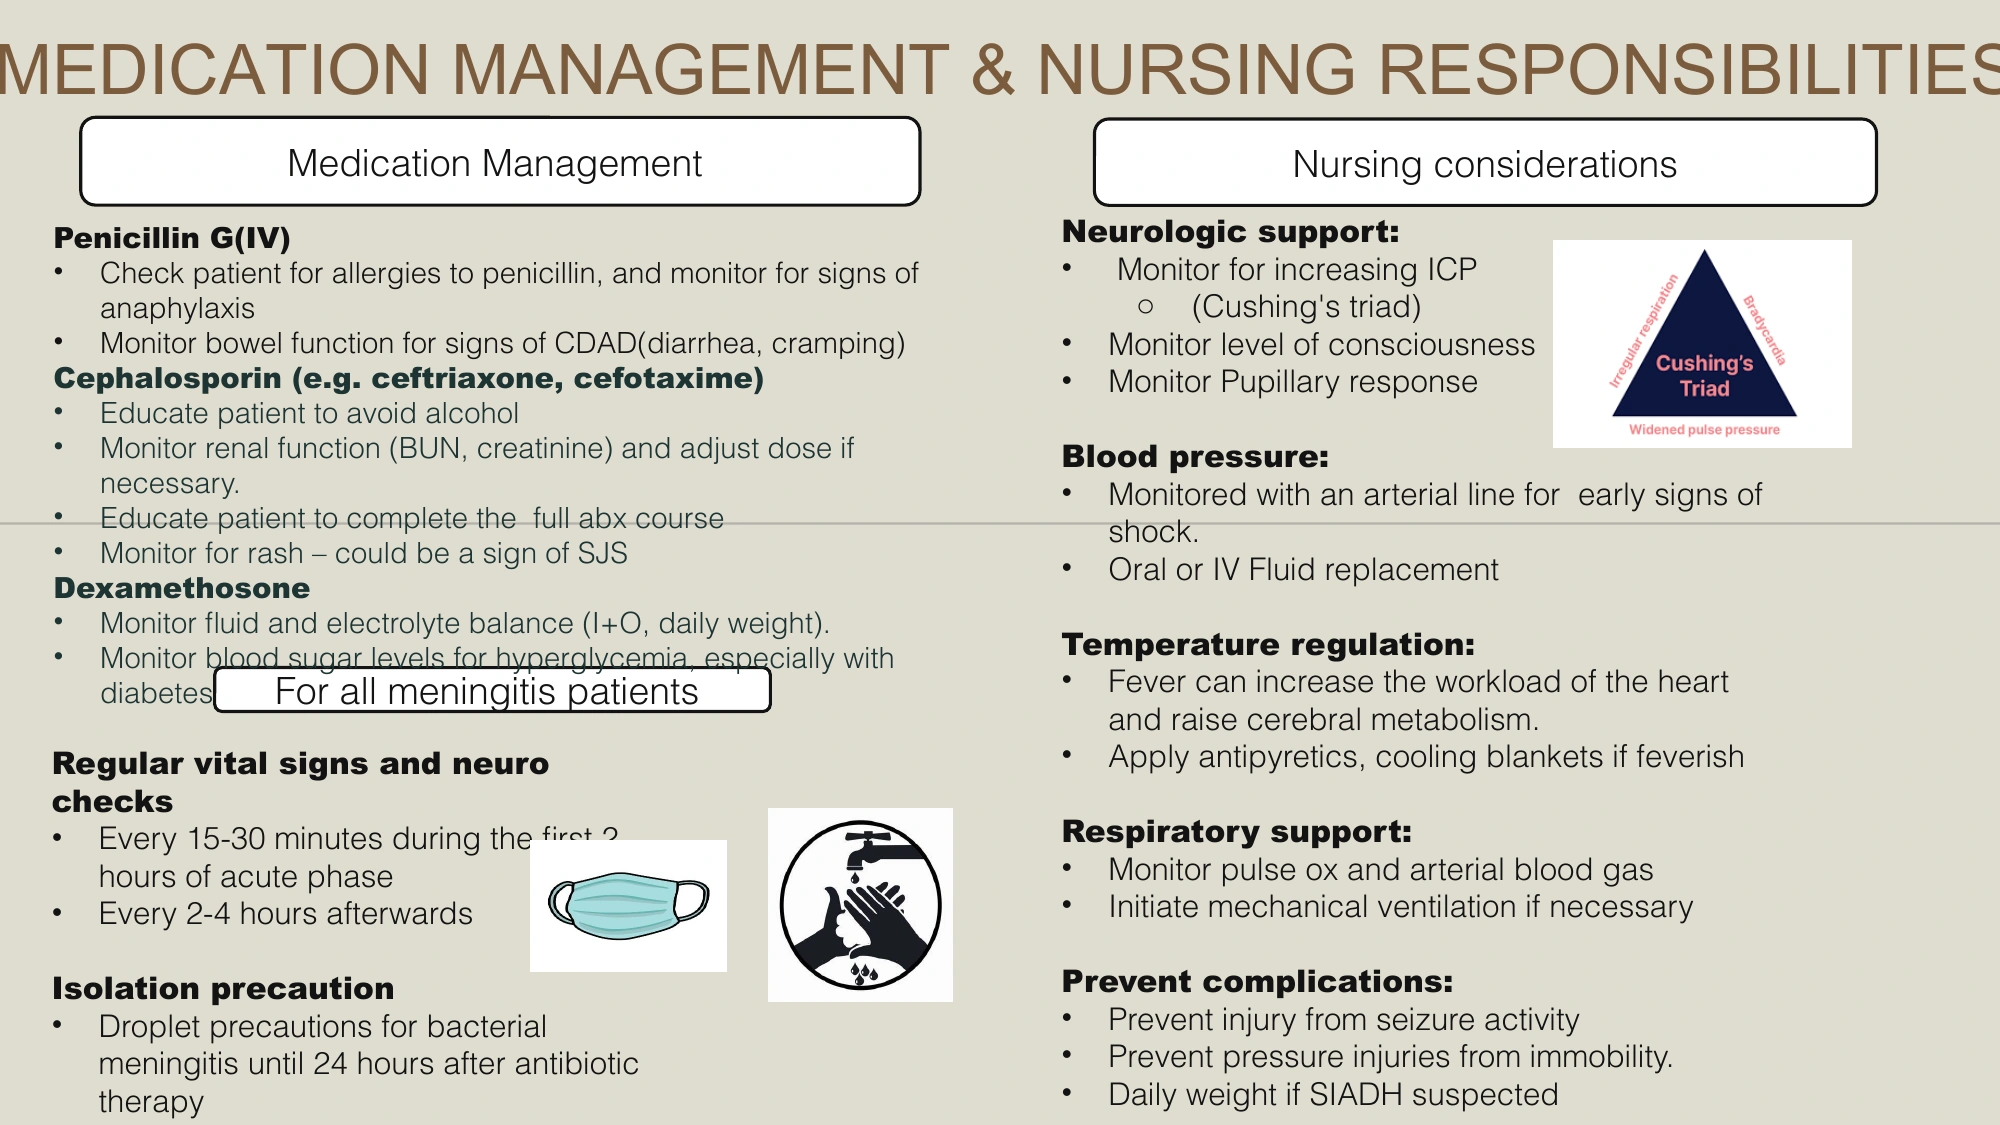 MEDICATION MANAGEMENT & NURSING RESPONSIBILITIES
Medication Management
Penicillin G(IV)
• Check patient for allergies to penicillin, and monitor for signs of
anaphylaxis
• Monitor bowel function for signs of CDAD(diarrhea, cramping)
Cephalosporin (e.g. ceftriaxone, cefotaxime)
• Educate patient to avoid alcohol
• Monitor renal function (BUN, creatinine) and adjust dose if
necessary.
• Educate patient to complete the  full abx course
• Monitor for rash – could be a sign of SJS
Dexamethosone
• Monitor fluid and electrolyte balance (I+O, daily weight).
• Monitor blood sugar levels for hyperglycemia, especially with
diabetes
For all meningitis patients
Regular vital signs and neuro
checks
• Every 15-30 minutes during the first 2
hours of acute phase
• Every 2-4 hours afterwards
Isolation precaution
• Droplet precautions for bacterial
meningitis until 24 hours after antibiotic
therapy
Nursing considerations
Neurologic support:
• Monitor for increasing ICP
○ (Cushing's triad)
• Monitor level of consciousness
• Monitor Pupillary response
Irregular respiration
Bradycardia
Cushing's
Triad
Widened pulse pressure
Blood pressure:
• Monitored with an arterial line for  early signs of
shock.
• Oral or IV Fluid replacement
Temperature regulation:
• Fever can increase the workload of the heart
and raise cerebral metabolism.
• Apply antipyretics, cooling blankets if feverish
Respiratory support:
• Monitor pulse ox and arterial blood gas
• Initiate mechanical ventilation if necessary
Prevent complications:
• Prevent injury from seizure activity
• Prevent pressure injuries from immobility.
• Daily weight if SIADH suspected